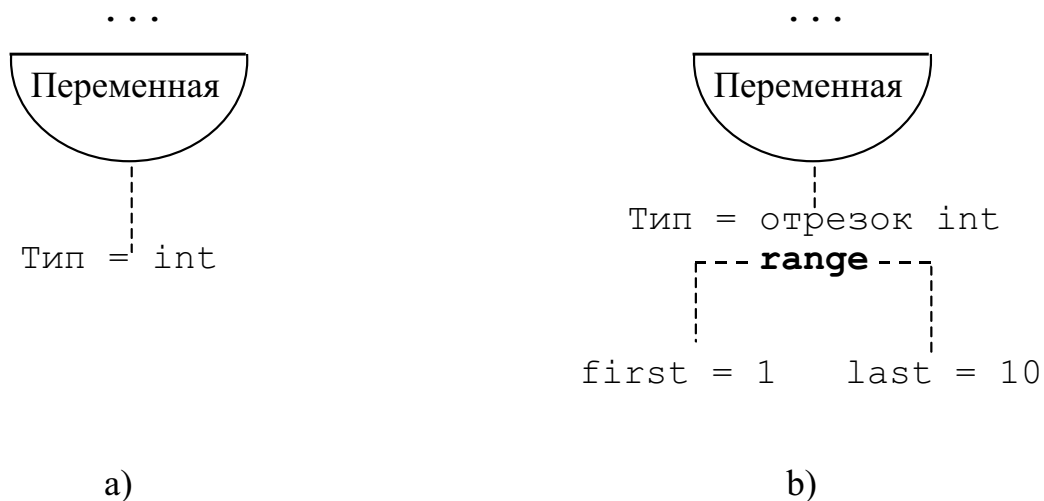 ...
...
Переменная
Переменная
Тип = отрезок int
Тип = int
range
first = 1 last = 10
a)
b)